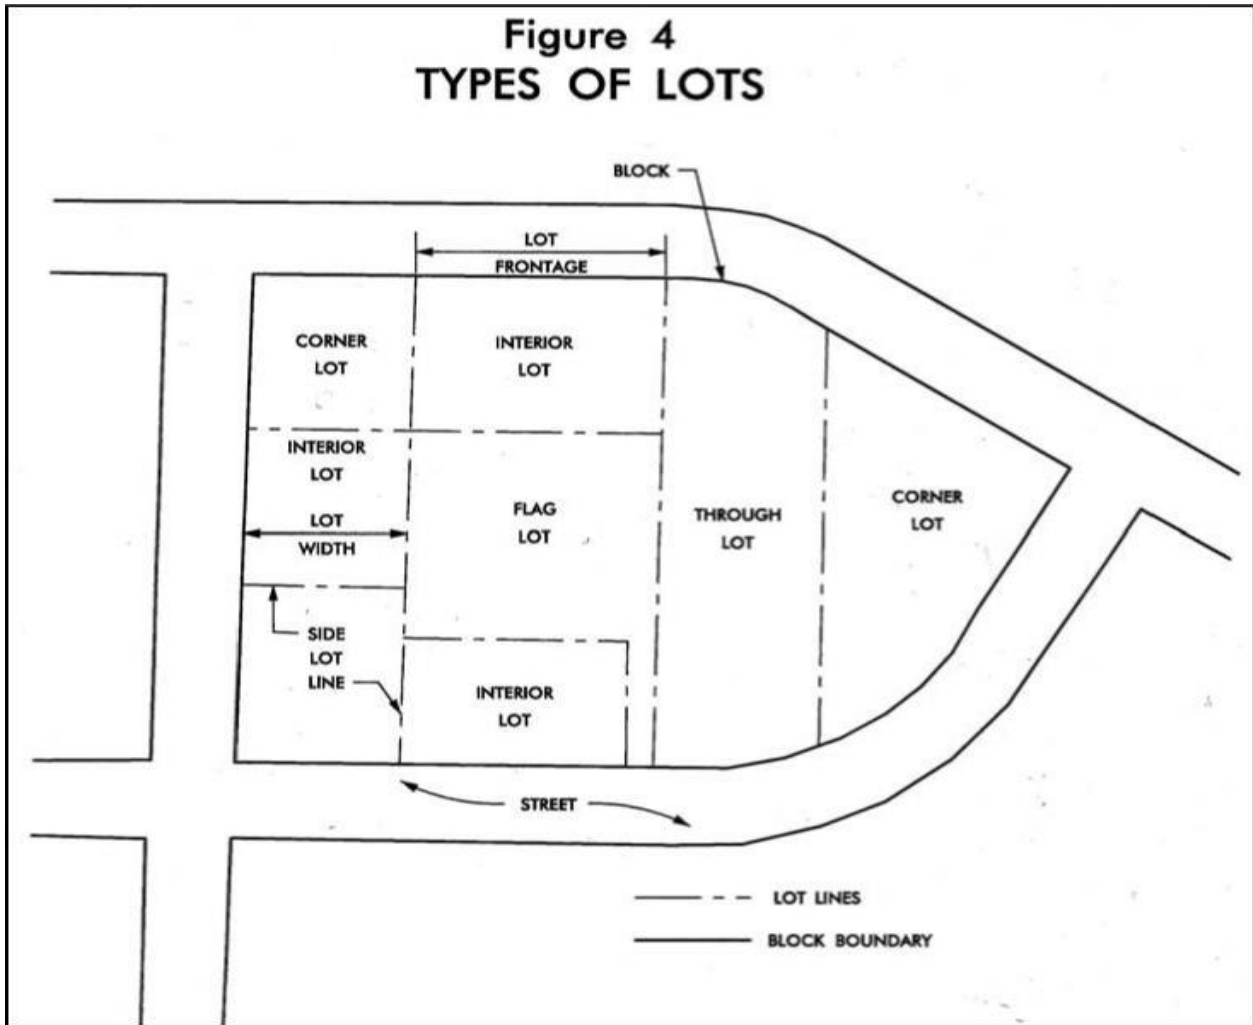 Figure 4
TYPES OF LOTS
BLOCK
LOT
FRONTAGE
CORNER
LOT
INTERIOR
LOT
INTERIOR
LOT
LOT
WIDTH
FLAG
LOT
THROUGH
LOT
CORNER
LOT
SIDE
LOT
LINE
INTERIOR
LOT
STREET
LOT LINES
BLOCK BOUNDARY